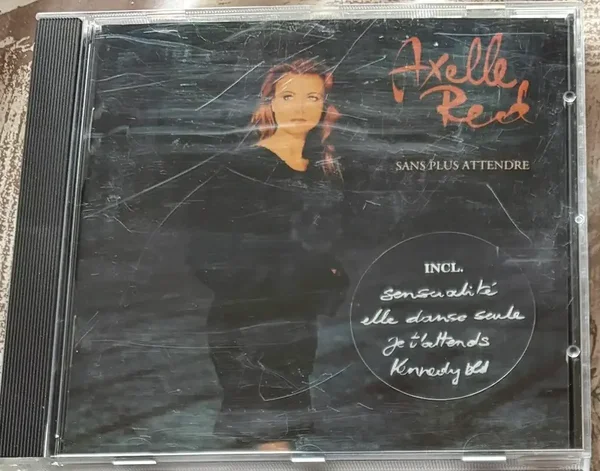 Axelle
Red
SANS PLUS ATTENDRE
INCL.
sensualité
elle danse seule
je t'attends
Kennedy bld